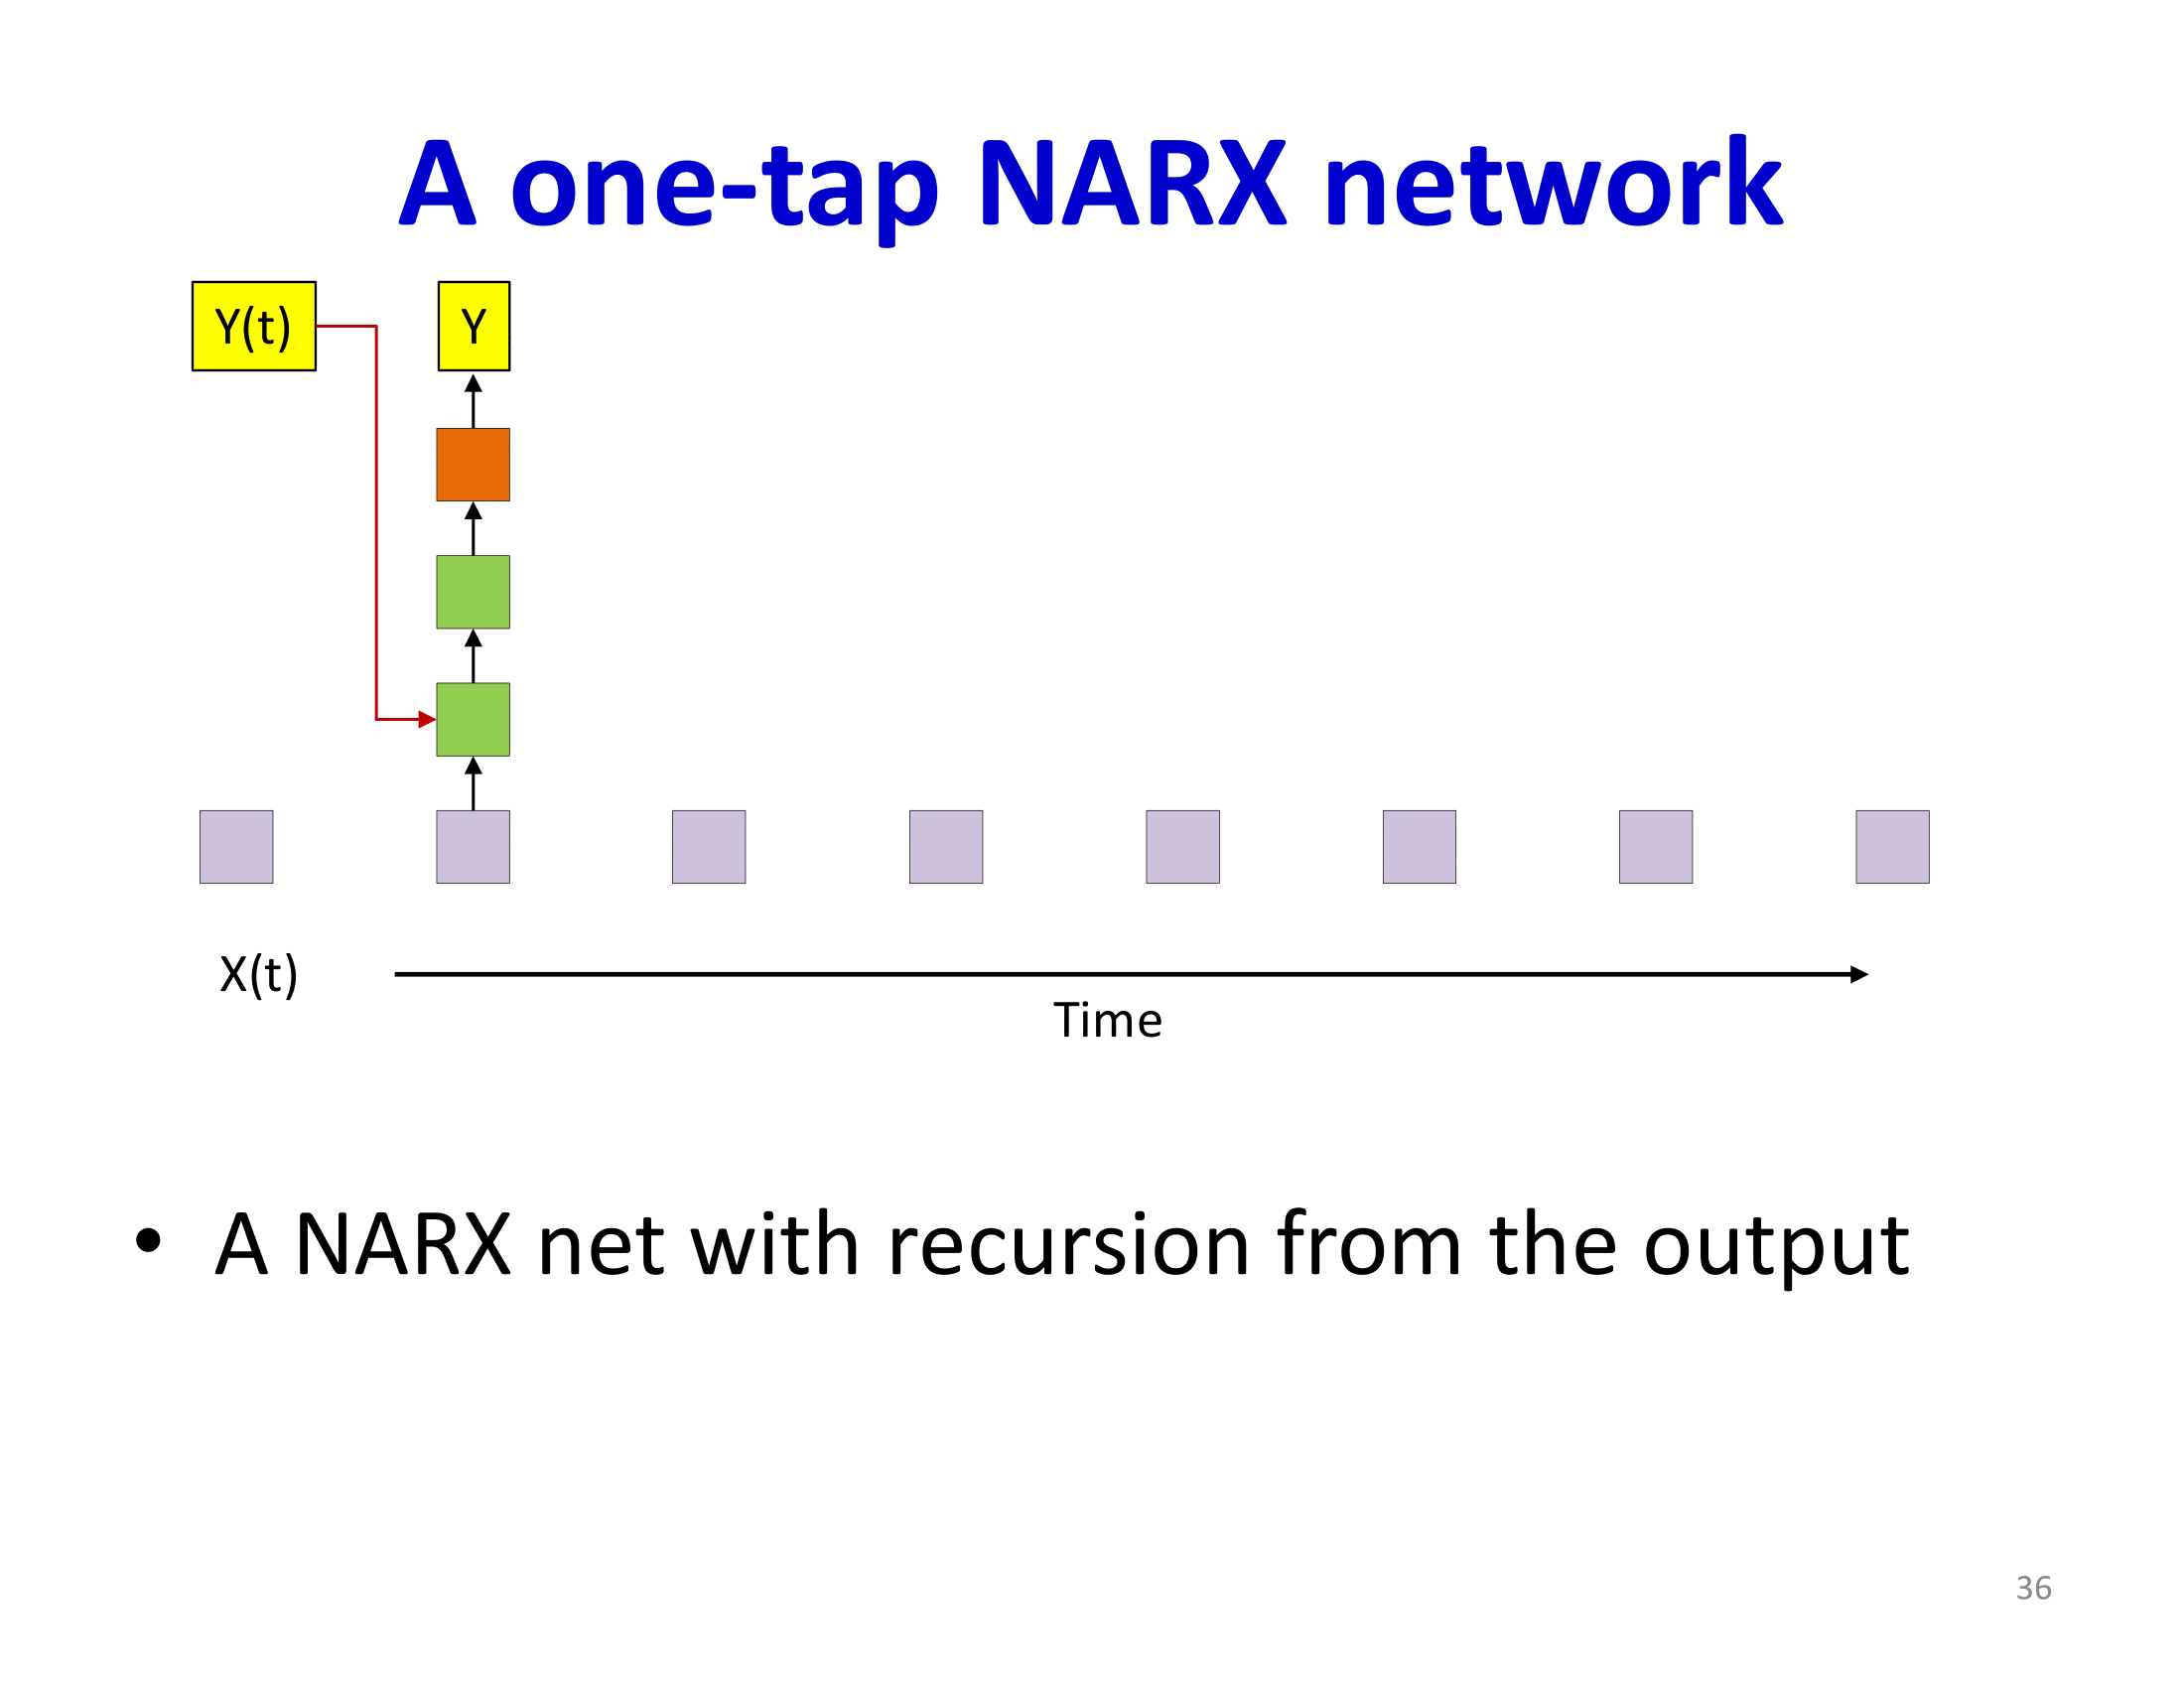 A one-tap NARX network
Y(t)
Y
X(t)
Time
• A NARX net with recursion from the output
36